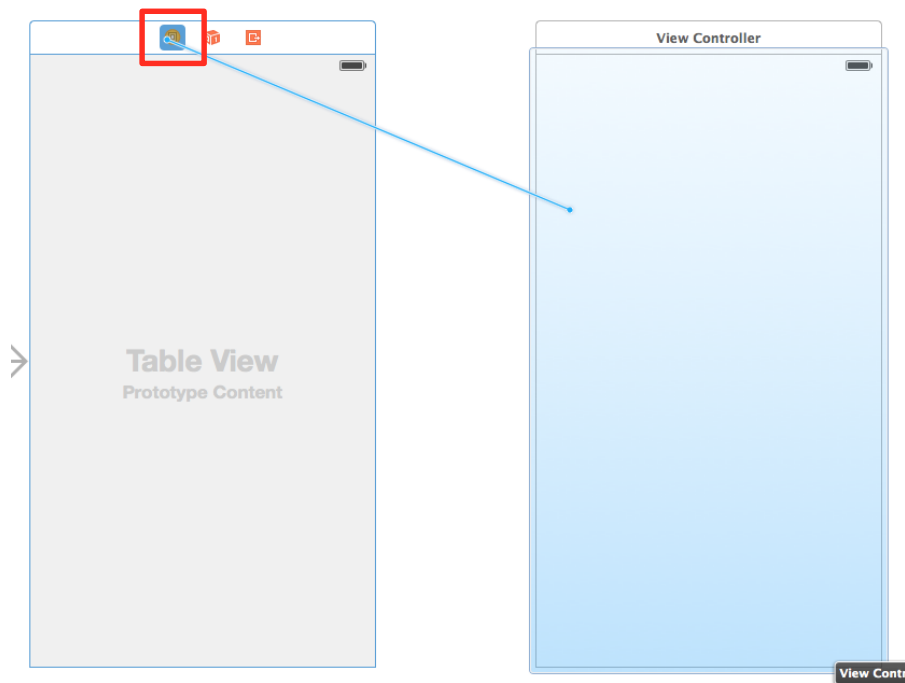 View Controller
Table View
Prototype Content
View Contr